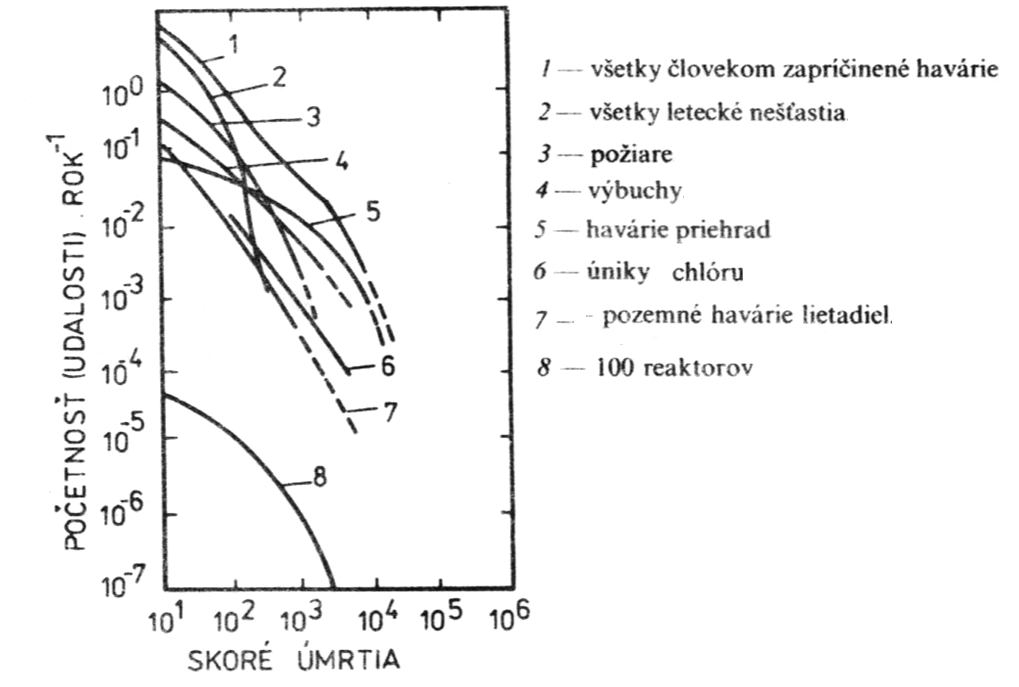 POČETNOSŤ (UDALOSTI) . ROK⁻¹
10⁰
10⁻¹
10⁻²
10⁻³
10⁻⁴
10⁻⁵
10⁻⁶
10⁻⁷
1
2
3
4
5
6
7
8
10¹ 10² 10³ 10⁴ 10⁵ 10⁶
SKORÉ ÚMRTIA
1 — všetky človekom zapríčinené havárie
2 — všetky letecké nešťastia
3 — požiare
4 — výbuchy
5 — havárie priehrad
6 — úniky chlóru
7 — pozemné havárie lietadiel
8 — 100 reaktorov